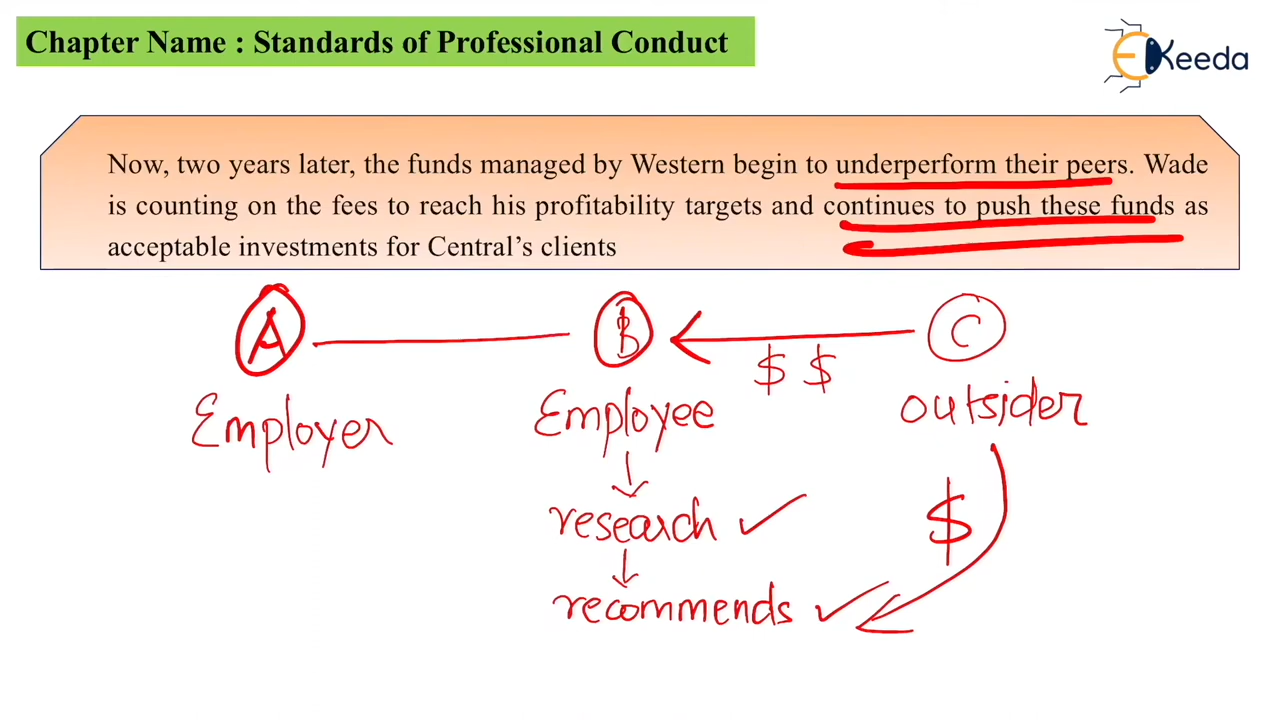 Chapter Name : Standards of Professional Conduct
EKeeda
Now, two years later, the funds managed by Western begin to underperform their peers. Wade
is counting on the fees to reach his profitability targets and continues to push these funds as
acceptable investments for Central's clients
A B C
$ $
Employer Employee outsider
research $
recommends